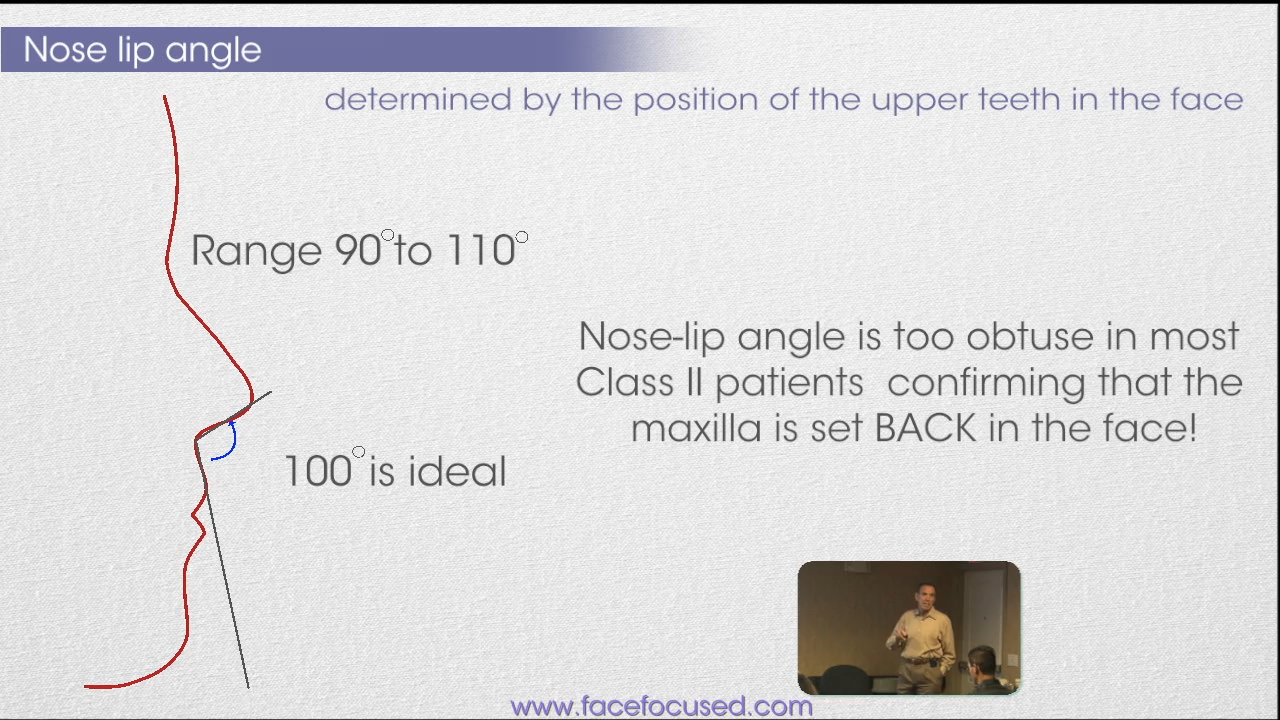 Nose lip angle
determined by the position of the upper teeth in the face
Range 90° to 110°
Nose-lip angle is too obtuse in most
Class II patients confirming that the
maxilla is set BACK in the face!
100° is ideal
www.facefocused.com